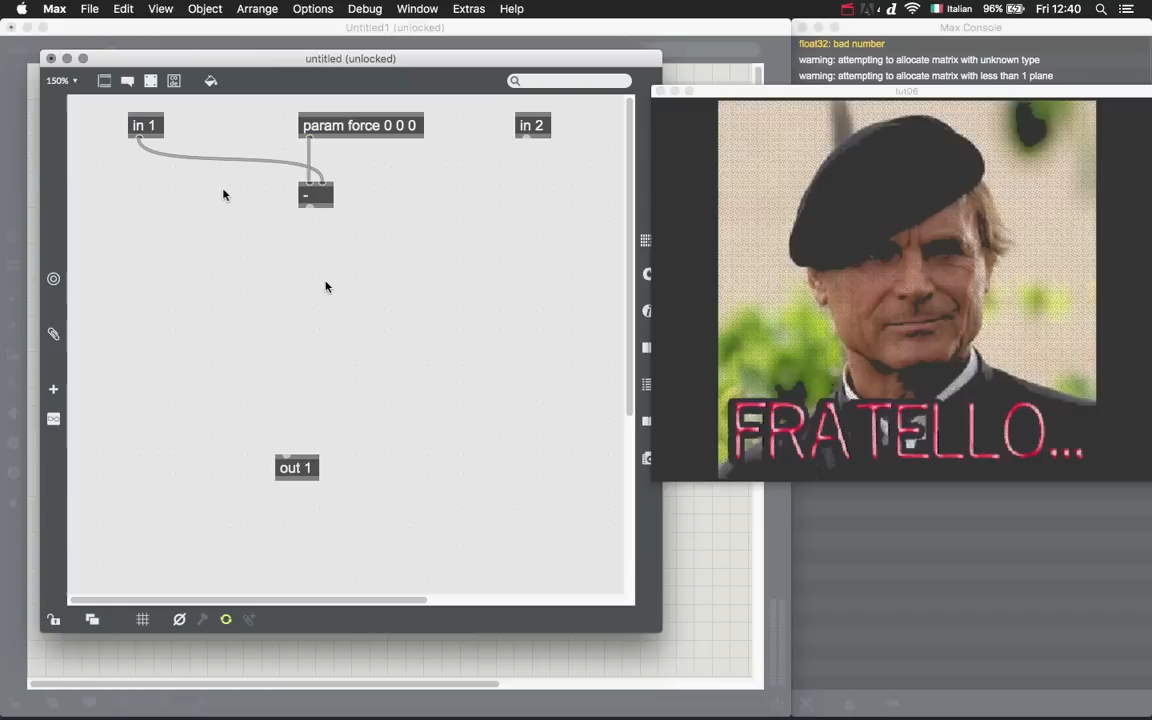 Max File Edit View Object Arrange Options Debug Window Extras Help
Italian 96% Fri 12:40
Untitled1 (unlocked)
Max Console
float32: bad number
warning: attempting to allocate matrix with unknown type
warning: attempting to allocate matrix with less than 1 plane
untitled (unlocked)
150%
tut06
in 1
param force 0 0 0
in 2
-
FRATELLO...
out 1